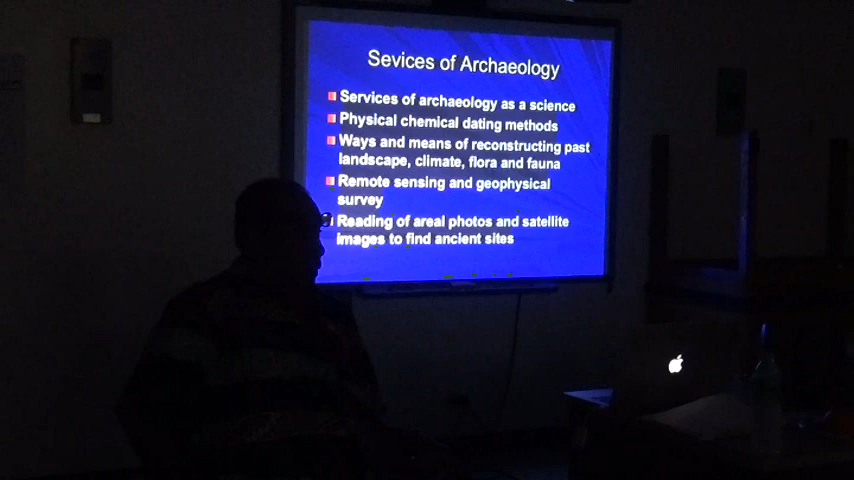 Sevices of Archaeology
Services of archaeology as a science
Physical chemical dating methods
Ways and means of reconstructing past
landscape, climate, flora and fauna
Remote sensing and geophysical
survey
Reading of areal photos and satellite
images to find ancient sites